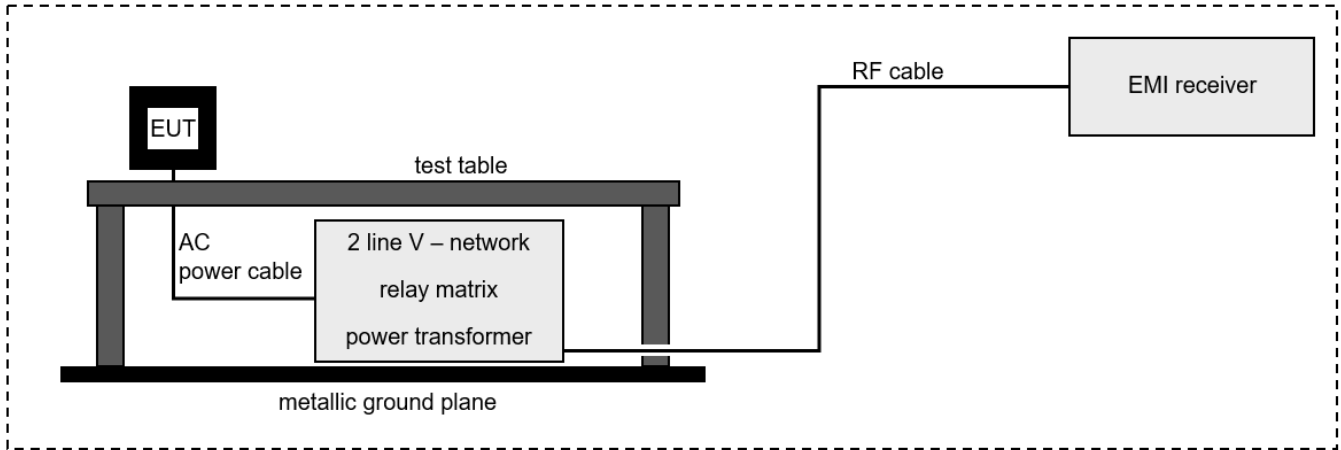 RF cable
EMI receiver
EUT
test table
AC
power cable
2 line V – network
relay matrix
power transformer
metallic ground plane